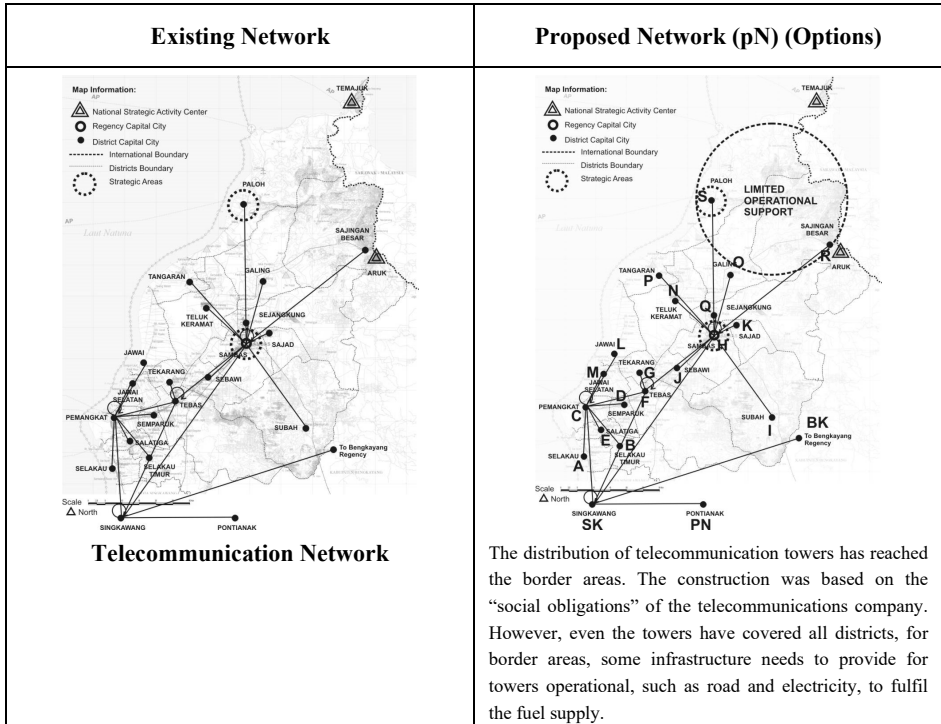 Existing Network
Proposed Network (pN) (Options)
Map Information:
National Strategic Activity Center
Regency Capital City
District Capital City
International Boundary
Districts Boundary
Strategic Areas
TEMAJUK
AP
PALOH
AP
Laut Natuna
SAJINGAN
BESAR
ARUK
TANGARAN
GALING
TELUK
KERAMAT
SEJANGKUNG
SAJAD
SAMBAS
JAWAI
TEKARANG
SEBAWI
JAWAI
SELATAN
TEBAS
PEMANGKAT
SEMPARUK
SUBAH
SALATIGA
To Bengkayang
Regency
SELAKAU
SELAKAU
TIMUR
Scale
North
SINGKAWANG
PONTIANAK
Telecommunication Network
Map Information:
National Strategic Activity Center
Regency Capital City
District Capital City
International Boundary
Districts Boundary
Strategic Areas
TEMAJUK
AP
PALOH
S
LIMITED
OPERATIONAL
SUPPORT
AP
Laut Natuna
SAJINGAN
BESAR
R
ARUK
TANGARAN
P
GALING
O
N
TELUK
KERAMAT
Q
SEJANGKUNG
K
SAJAD
SAMBAS
H
JAWAI
L
TEKARANG
G
SEBAWI
J
M
JAWAI
SELATAN
F
TEBAS
PEMANGKAT
C
D
SEMPARUK
SUBAH
I
BK
E
SALATIGA
B
To Bengkayang
Regency
SELAKAU
A
SELAKAU
TIMUR
Scale
North
SINGKAWANG
SK
PONTIANAK
PN
The distribution of telecommunication towers has reached
the border areas. The construction was based on the
“social obligations” of the telecommunications company.
However, even the towers have covered all districts, for
border areas, some infrastructure needs to provide for
towers operational, such as road and electricity, to fulfil
the fuel supply.